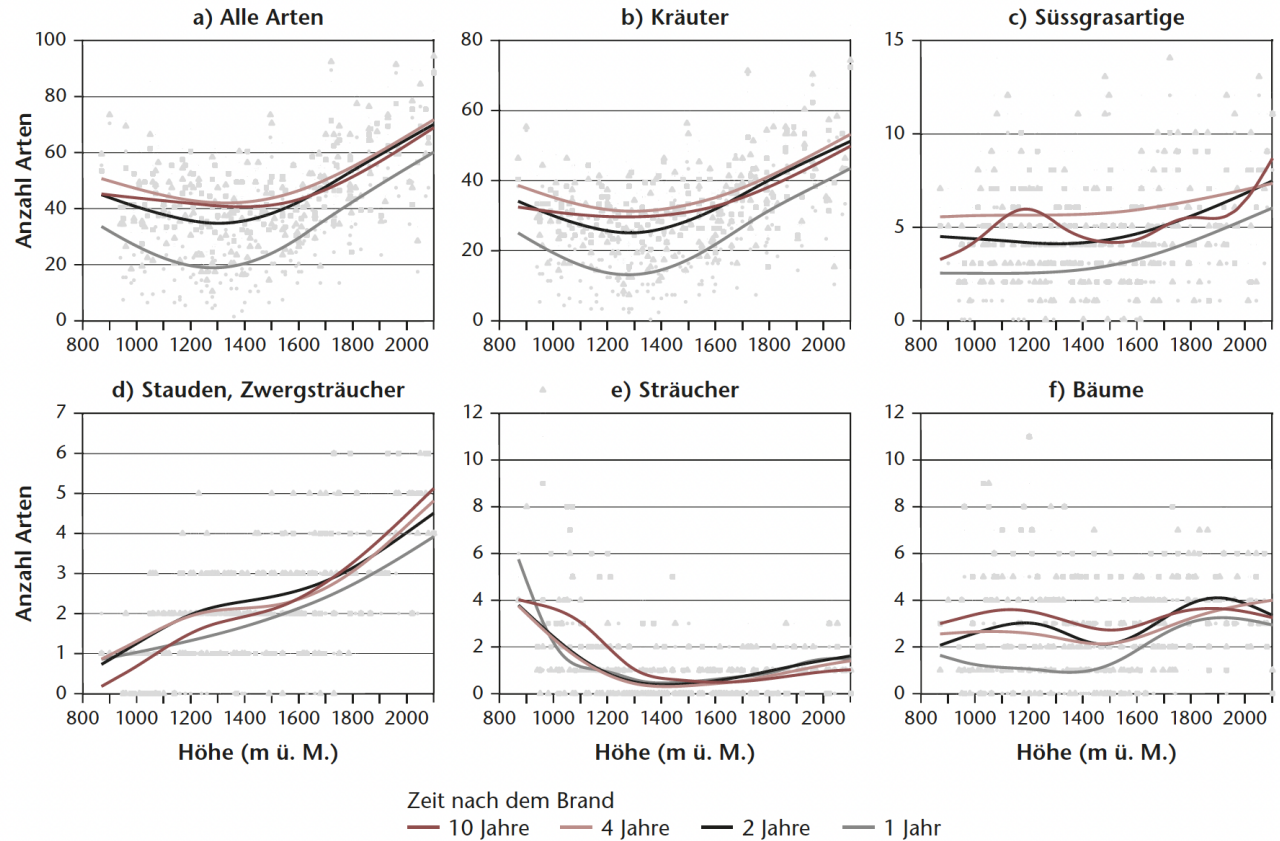 a) Alle Arten
b) Kräuter
c) Süssgrasartige
Anzahl Arten
100
80
60
40
20
0
800 1000 1200 1400 1600 1800 2000
80
60
40
20
0
800 1000 1200 1400 1600 1800 2000
15
10
5
0
800 1000 1200 1400 1600 1800 2000
d) Stauden, Zwergsträucher
e) Sträucher
f) Bäume
Anzahl Arten
7
6
5
4
3
2
1
0
800 1000 1200 1400 1600 1800 2000
Höhe (m ü. M.)
12
10
8
6
4
2
0
800 1000 1200 1400 1600 1800 2000
Höhe (m ü. M.)
12
10
8
6
4
2
0
800 1000 1200 1400 1600 1800 2000
Höhe (m ü. M.)
Zeit nach dem Brand
10 Jahre 4 Jahre 2 Jahre 1 Jahr